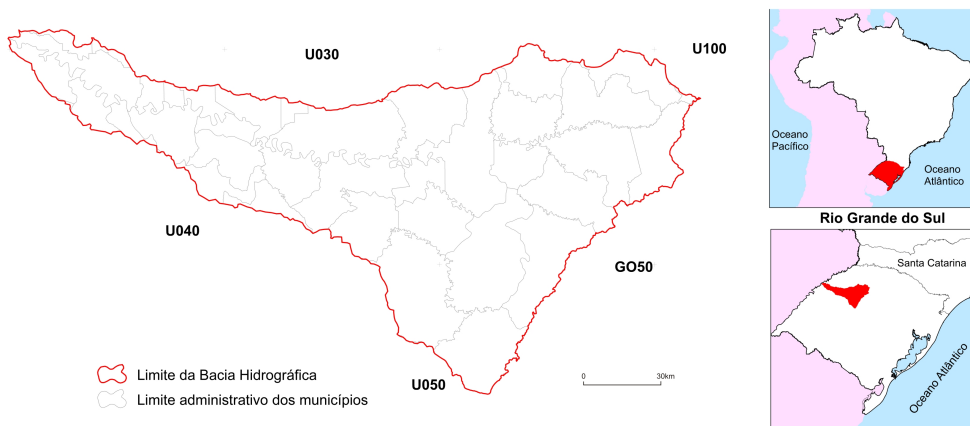 U030
U100
U040
GO50
U050
Limite da Bacia Hidrográfica
Limite administrativo dos municípios
0
30km
Oceano
Pacífico
Oceano
Atlântico
Rio Grande do Sul
Santa Catarina
Oceano Atlântico